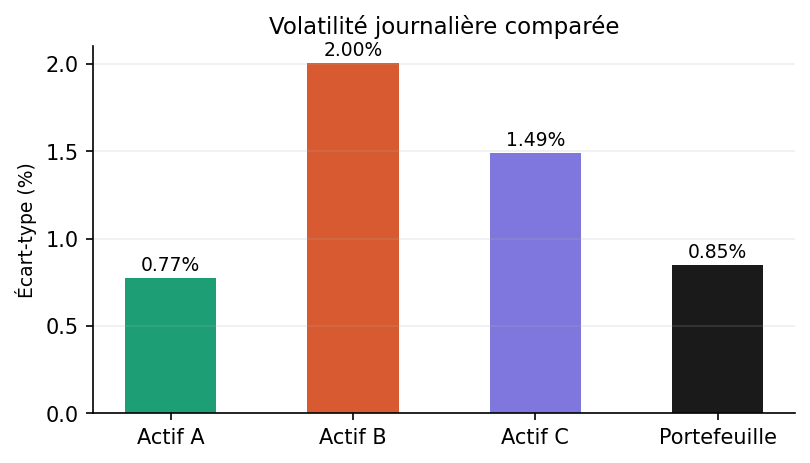 Volatilité journalière comparée
2.00%
1.49%
0.77%
0.85%
Écart-type (%)
2.0
1.5
1.0
0.5
0.0
Actif A
Actif B
Actif C
Portefeuille